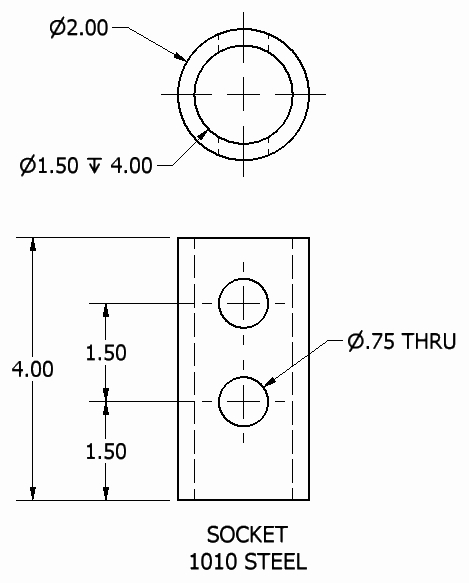 Ø2.00
Ø1.50 ↧ 4.00
4.00
1.50
Ø.75 THRU
1.50
SOCKET
1010 STEEL